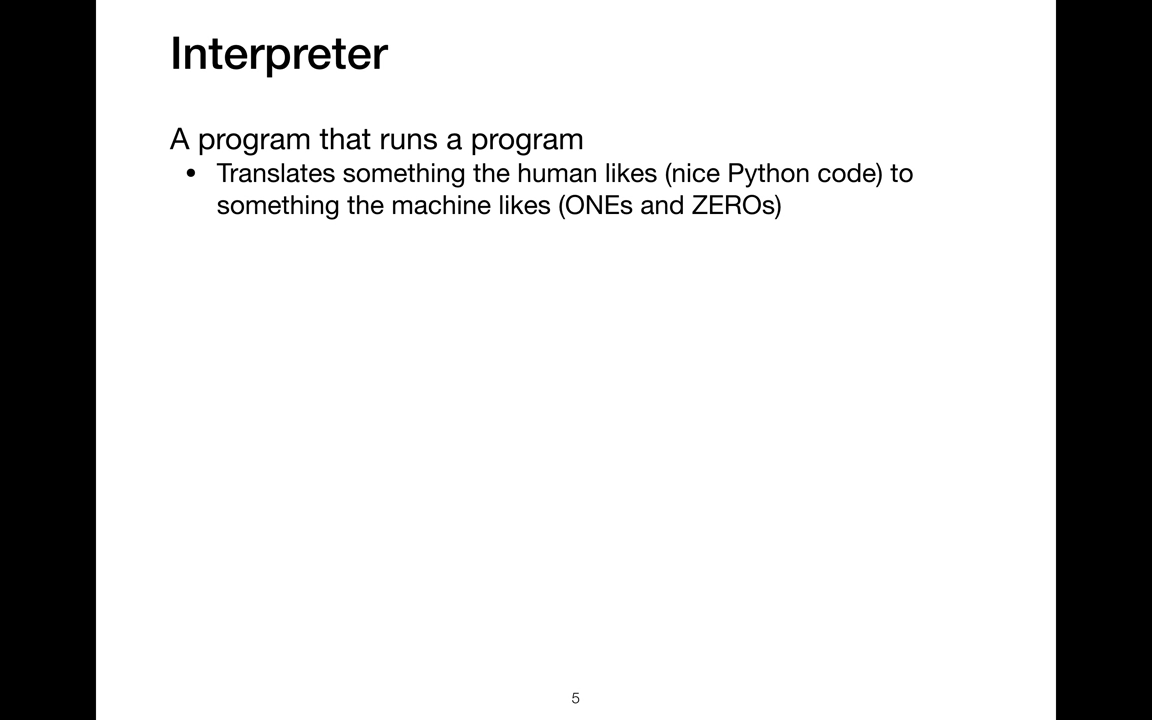 Interpreter
A program that runs a program
• Translates something the human likes (nice Python code) to
something the machine likes (ONEs and ZEROs)
5